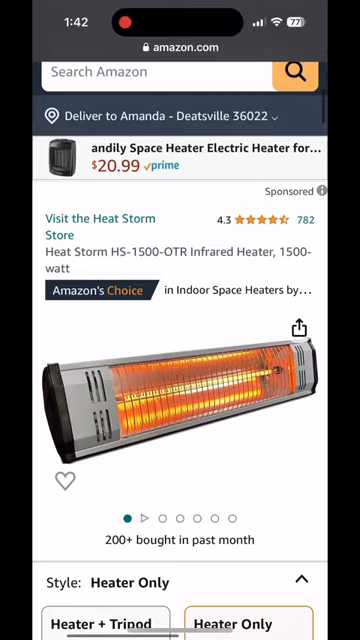 1:42
77
amazon.com
Search Amazon
Deliver to Amanda - Deatsville 36022
andily Space Heater Electric Heater for...
$20.99 prime
Sponsored
Visit the Heat Storm
Store
4.3 782
Heat Storm HS-1500-OTR Infrared Heater, 1500-
watt
Amazon's Choice in Indoor Space Heaters by...
200+ bought in past month
Style: Heater Only
Heater + Tripod
Heater Only